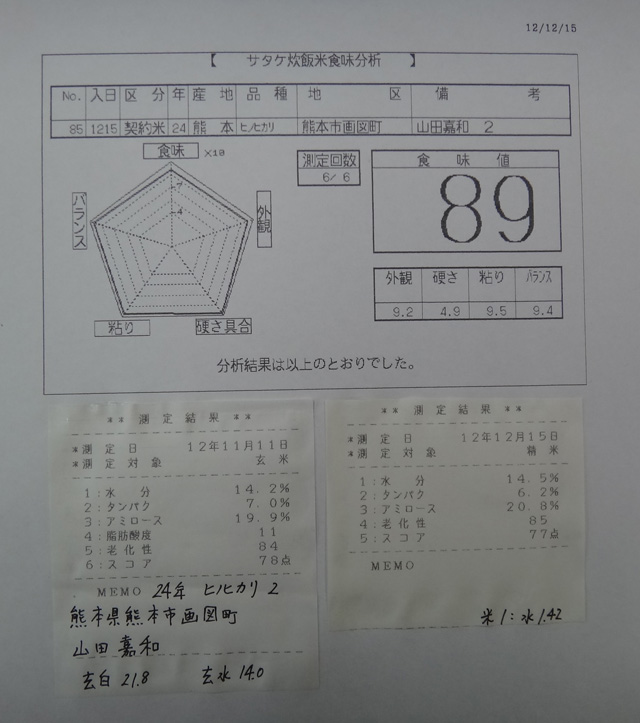 12/12/15
【 サタケ炊飯米食味分析 】
No. 入日 区分 年 産地 品種 地区 備考
85 1215 契約米 24 熊本 ヒノヒカリ 熊本市画図町 山田嘉和 2
食味 ×10
7
4
バランス
外観
粘り
硬さ具合
測定回数
6/ 6
食味値
89
外観 硬さ 粘り バランス
9.2 4.9 9.5 9.4
分析結果は以上のとおりでした。
** 測定結果 **
*測定日 12年11月11日
*測定対象 玄米
1:水分 14.2%
2:タンパク 7.0%
3:アミロース 19.9%
4:脂肪酸度 11
5:老化性 84
6:スコア 78点
MEMO 24年 ヒノヒカリ 2
熊本県熊本市画図町
山田 嘉和
玄白 21.8 玄水 14.0
** 測定結果 **
*測定日 12年12月15日
*測定対象 精米
1:水分 14.5%
2:タンパク 6.2%
3:アミロース 20.8%
4:老化性 85
5:スコア 77点
MEMO
米1:水1.42